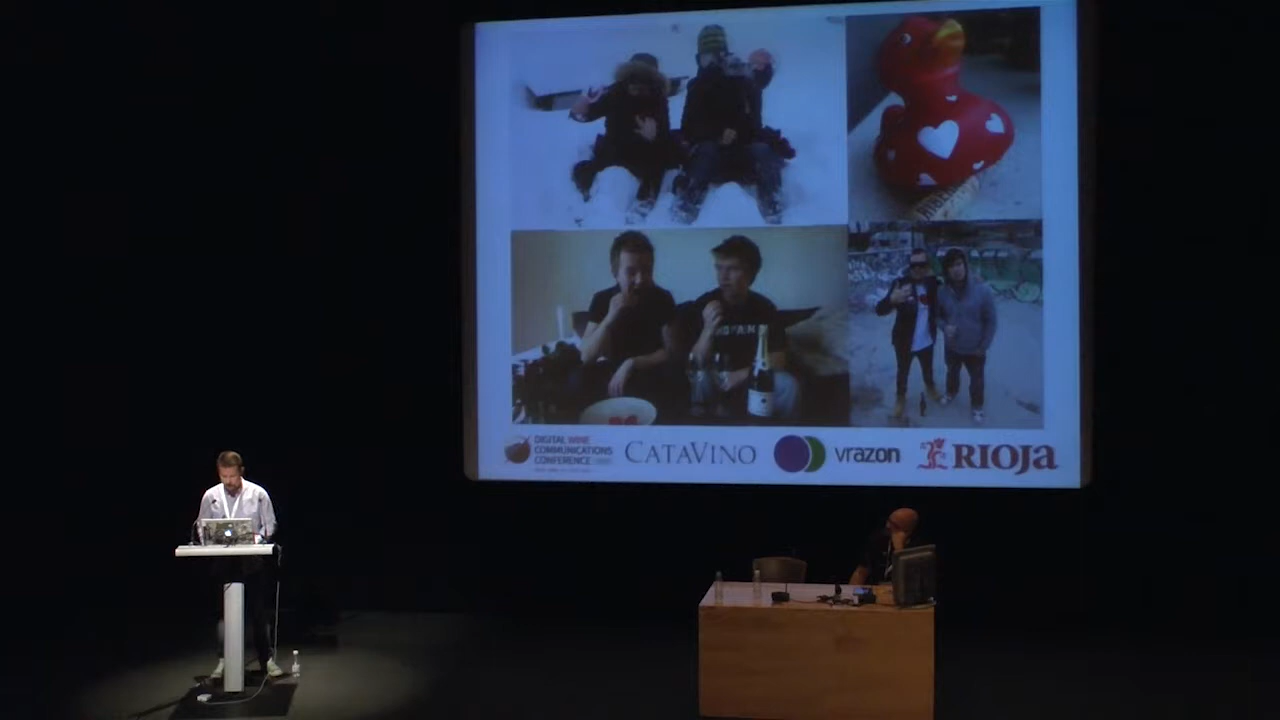 DIGITAL WINE
COMMUNICATIONS
CONFERENCE
CATAVINO
vrazon
RIOJA